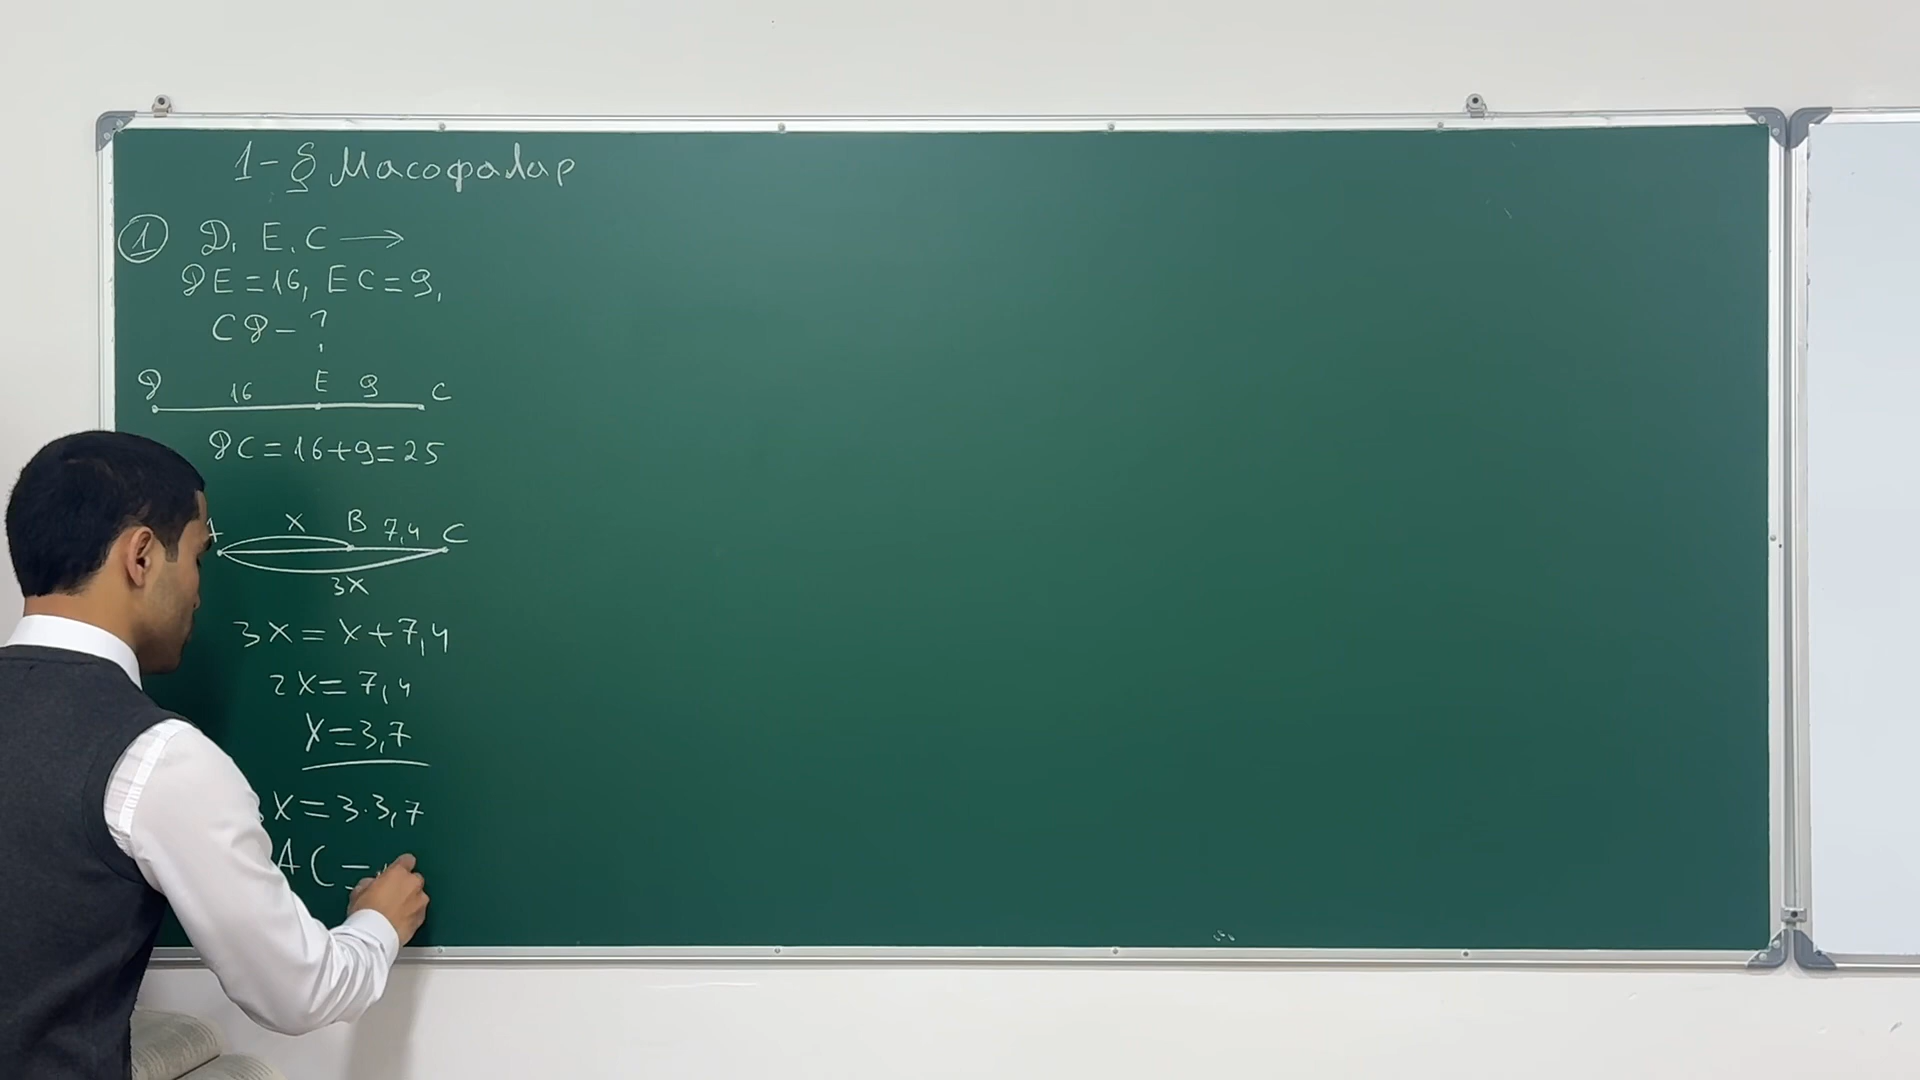 1-§ Масофалар
① D, E, C →
DE=16, EC=9,
CD-?
D 16 E 9 C
DC=16+9=25
A x B 7,4 C
3x
3x=x+7,4
2x=7,4
x=3,7
x=3·3,7
AC=